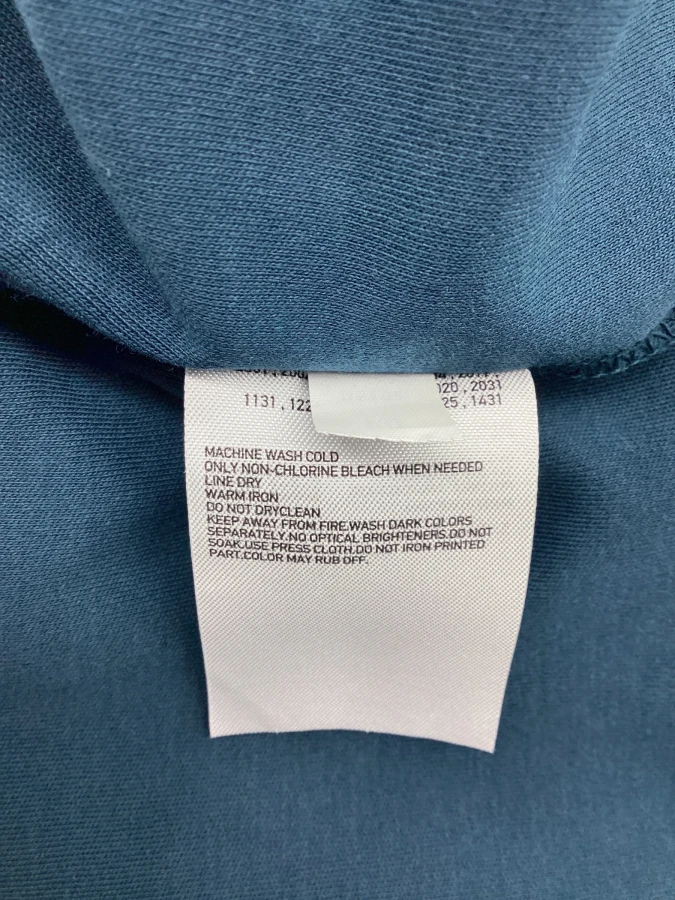 020, 2031
1131, 122 25, 1431
MACHINE WASH COLD
ONLY NON-CHLORINE BLEACH WHEN NEEDED
LINE DRY
WARM IRON
DO NOT DRYCLEAN
KEEP AWAY FROM FIRE.WASH DARK COLORS
SEPARATELY.NO OPTICAL BRIGHTENERS.DO NOT
SOAK.USE PRESS CLOTH.DO NOT IRON PRINTED
PART.COLOR MAY RUB OFF.